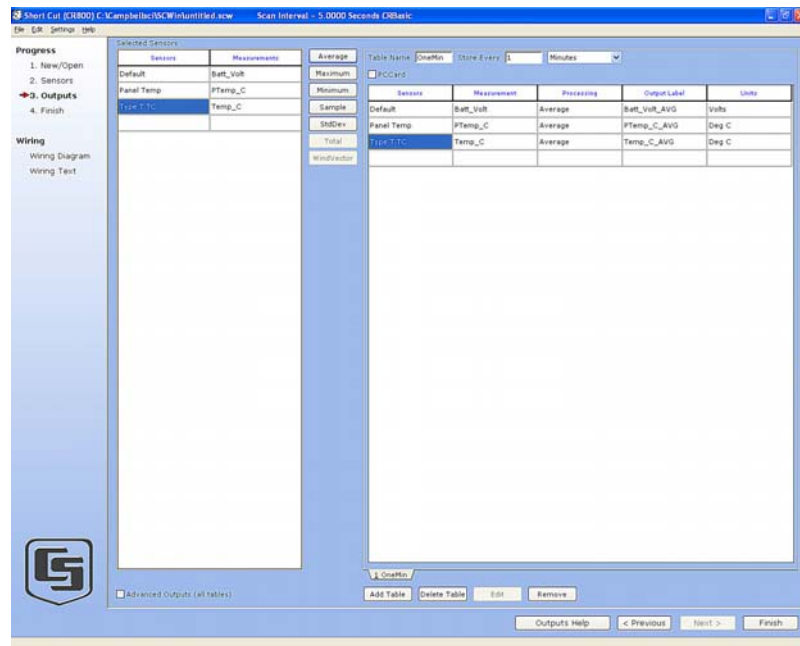 Short Cut (CR800) C:\Campbellsci\SCWin\untitled.scw Scan Interval = 5.0000 Seconds CRBasic
File Edit Settings Help
Progress
1. New/Open
2. Sensors
3. Outputs
4. Finish
Wiring
Wiring Diagram
Wiring Text
Selected Sensors
Sensors Measurements
Default Batt_Volt
Panel Temp PTemp_C
Type T TC Temp_C
Advanced Outputs (all tables)
Average
Maximum
Minimum
Sample
StdDev
Total
WindVector
Table Name OneMin Store Every 1 Minutes
PCCard
Sensors Measurement Processing Output Label Units
Default Batt_Volt Average Batt_Volt_AVG Volts
Panel Temp PTemp_C Average PTemp_C_AVG Deg C
Type T TC Temp_C Average Temp_C_AVG Deg C
1 OneMin
Add Table Delete Table Edit Remove
Outputs Help < Previous Next > Finish